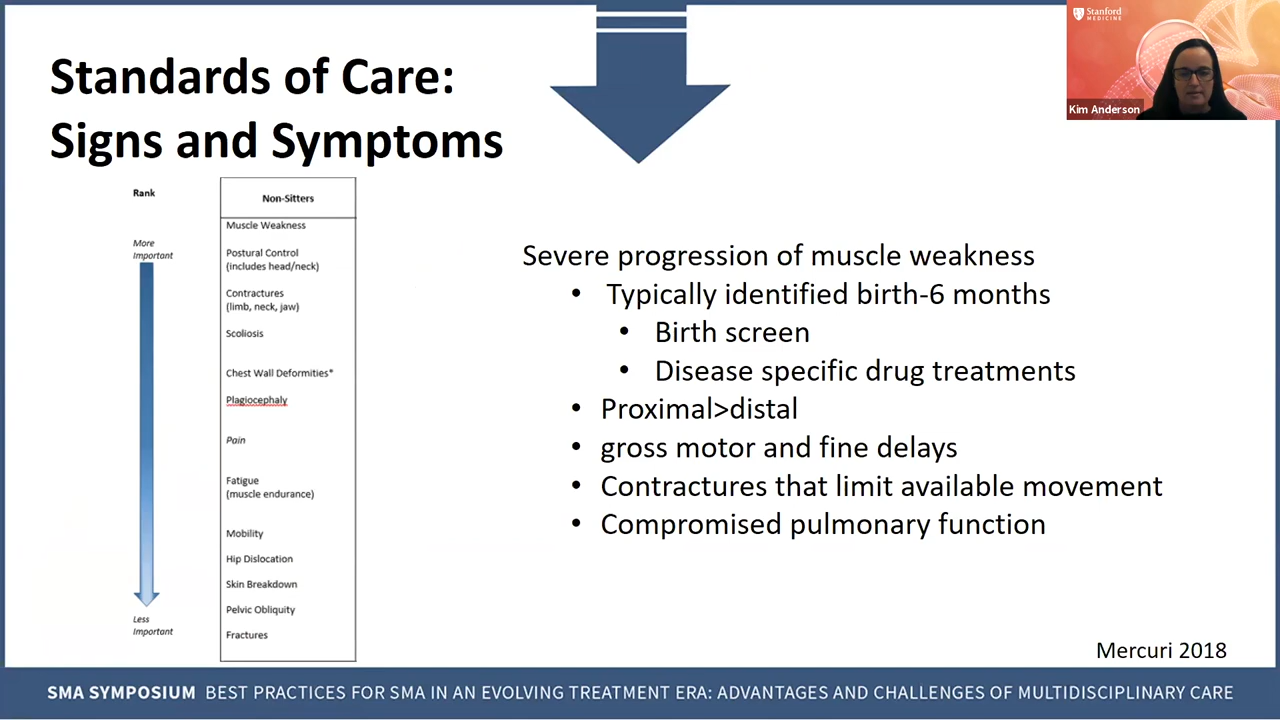 Standards of Care:
Signs and Symptoms
Stanford
MEDICINE
Kim Anderson
Rank
Non-Sitters
More
Important
Muscle Weakness
Postural Control
(includes head/neck)
Contractures
(limb, neck, jaw)
Scoliosis
Chest Wall Deformities*
Plagiocephaly
Pain
Fatigue
(muscle endurance)
Mobility
Hip Dislocation
Skin Breakdown
Pelvic Obliquity
Fractures
Less
Important
Severe progression of muscle weakness
• Typically identified birth-6 months
• Birth screen
• Disease specific drug treatments
• Proximal>distal
• gross motor and fine delays
• Contractures that limit available movement
• Compromised pulmonary function
Mercuri 2018
SMA SYMPOSIUM BEST PRACTICES FOR SMA IN AN EVOLVING TREATMENT ERA: ADVANTAGES AND CHALLENGES OF MULTIDISCIPLINARY CARE